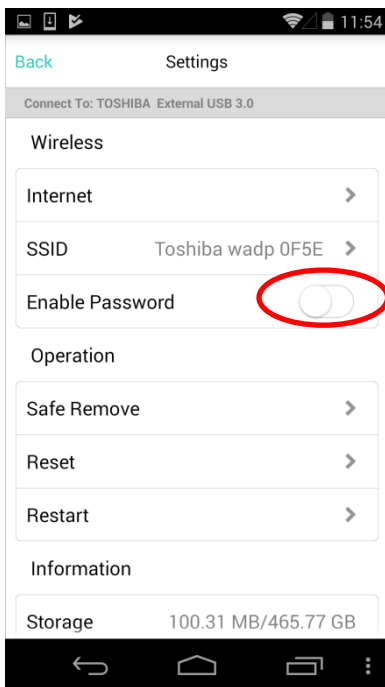 11:54
Back Settings
Connect To: TOSHIBA External USB 3.0
Wireless
Internet
SSID Toshiba wadp 0F5E
Enable Password
Operation
Safe Remove
Reset
Restart
Information
Storage 100.31 MB/465.77 GB